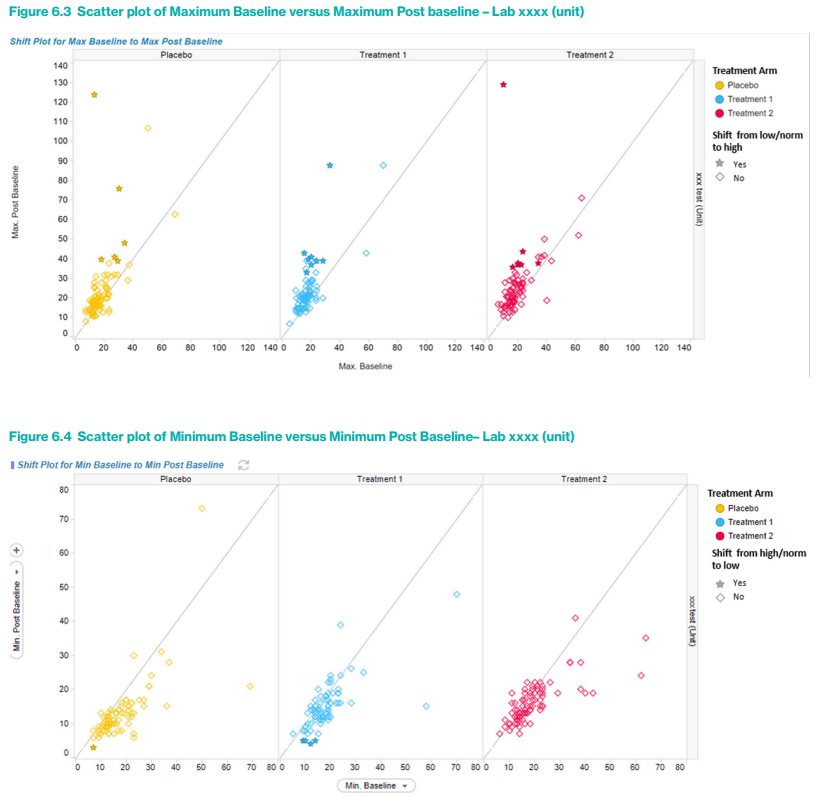 Figure 6.3 Scatter plot of Maximum Baseline versus Maximum Post baseline – Lab xxxx (unit)
Shift Plot for Max Baseline to Max Post Baseline
Placebo
Treatment 1
Treatment 2
140
130
120
110
100
90
80
70
60
50
40
30
20
10
0
Max. Post Baseline
0 20 40 60 80 100 120 140
0 20 40 60 80 100 120 140
0 20 40 60 80 100 120 140
Max. Baseline
xxx test (Unit)
Treatment Arm
Placebo
Treatment 1
Treatment 2
Shift from low/norm
to high
Yes
No
Figure 6.4 Scatter plot of Minimum Baseline versus Minimum Post Baseline– Lab xxxx (unit)
Shift Plot for Min Baseline to Min Post Baseline
Placebo
Treatment 1
Treatment 2
80
70
60
50
40
30
20
10
0
+
Min. Post Baseline
0 10 20 30 40 50 60 70 80
0 10 20 30 40 50 60 70 80
0 10 20 30 40 50 60 70 80
Min. Baseline
xxx test (Unit)
Treatment Arm
Placebo
Treatment 1
Treatment 2
Shift from high/norm
to low
Yes
No